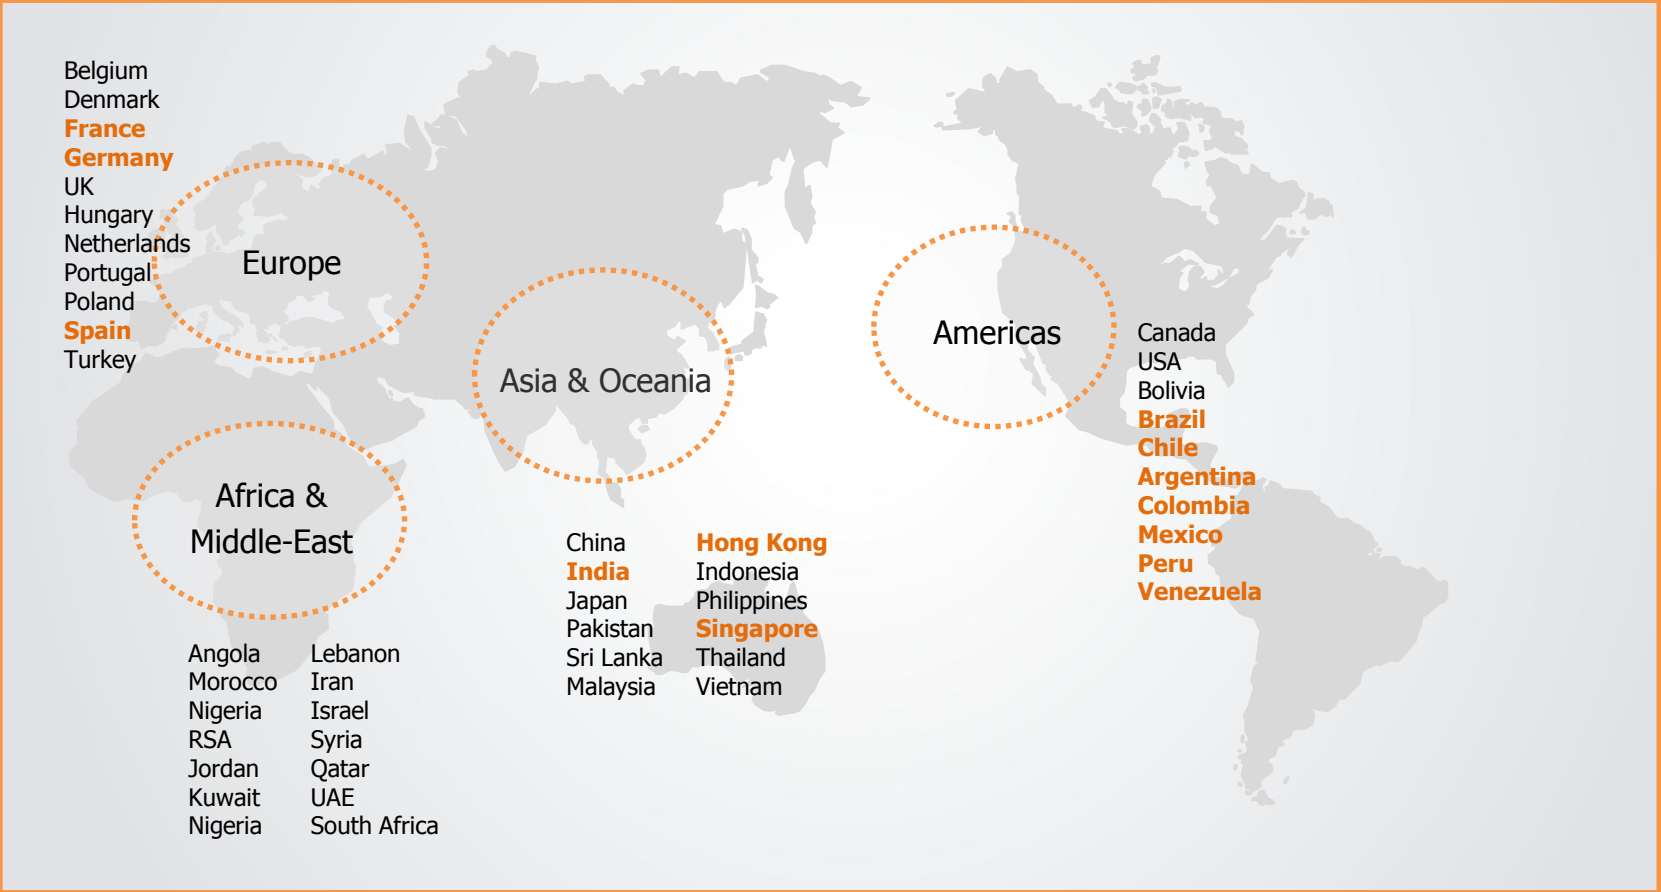 Belgium
Denmark
France
Germany
UK
Hungary
Netherlands
Portugal
Poland
Spain
Turkey
Europe
Africa &
Middle-East
Angola
Morocco
Nigeria
RSA
Jordan
Kuwait
Nigeria
Lebanon
Iran
Israel
Syria
Qatar
UAE
South Africa
Asia & Oceania
China
India
Japan
Pakistan
Sri Lanka
Malaysia
Hong Kong
Indonesia
Philippines
Singapore
Thailand
Vietnam
Americas
Canada
USA
Bolivia
Brazil
Chile
Argentina
Colombia
Mexico
Peru
Venezuela